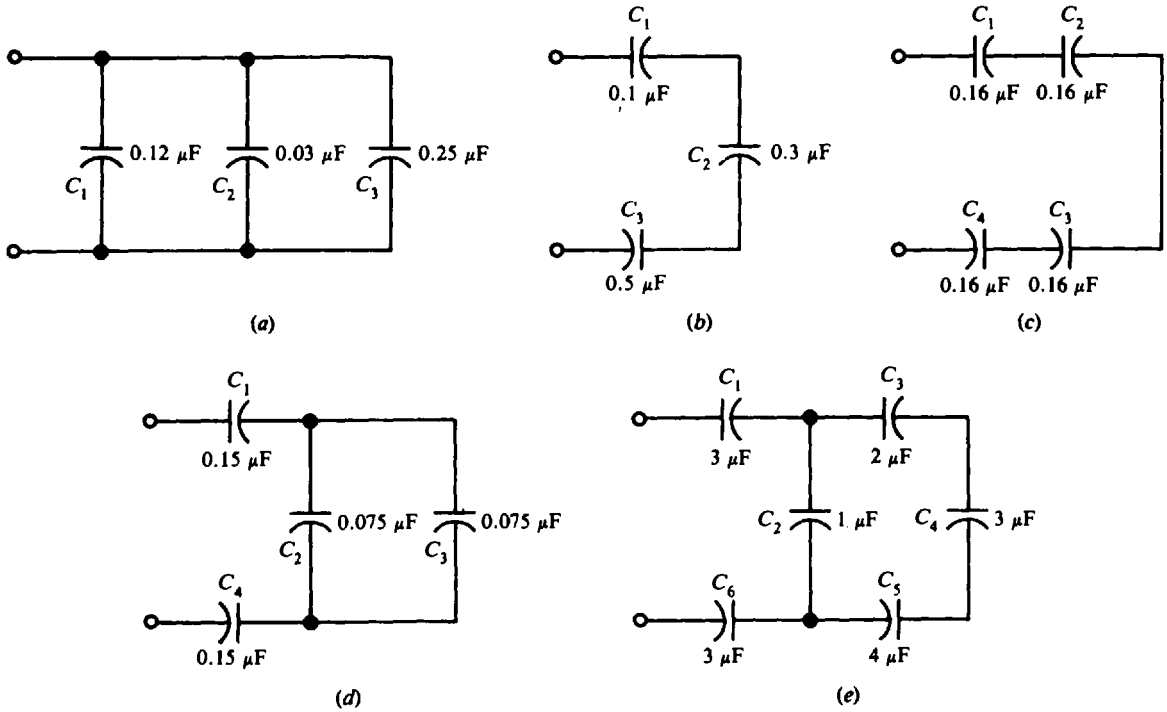 C1
0.1 μF
C2
0.3 μF
C3
0.5 μF
(b)
C1
0.16 μF
C2
0.16 μF
C4
0.16 μF
C3
0.16 μF
(c)
0.12 μF
C1
0.03 μF
C2
0.25 μF
C3
(a)
C1
0.15 μF
0.075 μF
C2
0.075 μF
C3
C4
0.15 μF
(d)
C1
3 μF
C3
2 μF
C2
1 μF
C4
3 μF
C6
3 μF
C5
4 μF
(e)